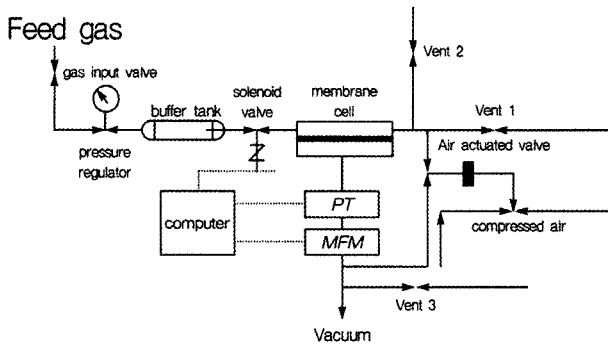 Feed gas
gas input valve
Vent 2
buffer tank
solenoid
valve
membrane
cell
Vent 1
Air actuated valve
pressure
regulator
computer
PT
MFM
compressed air
Vent 3
Vacuum